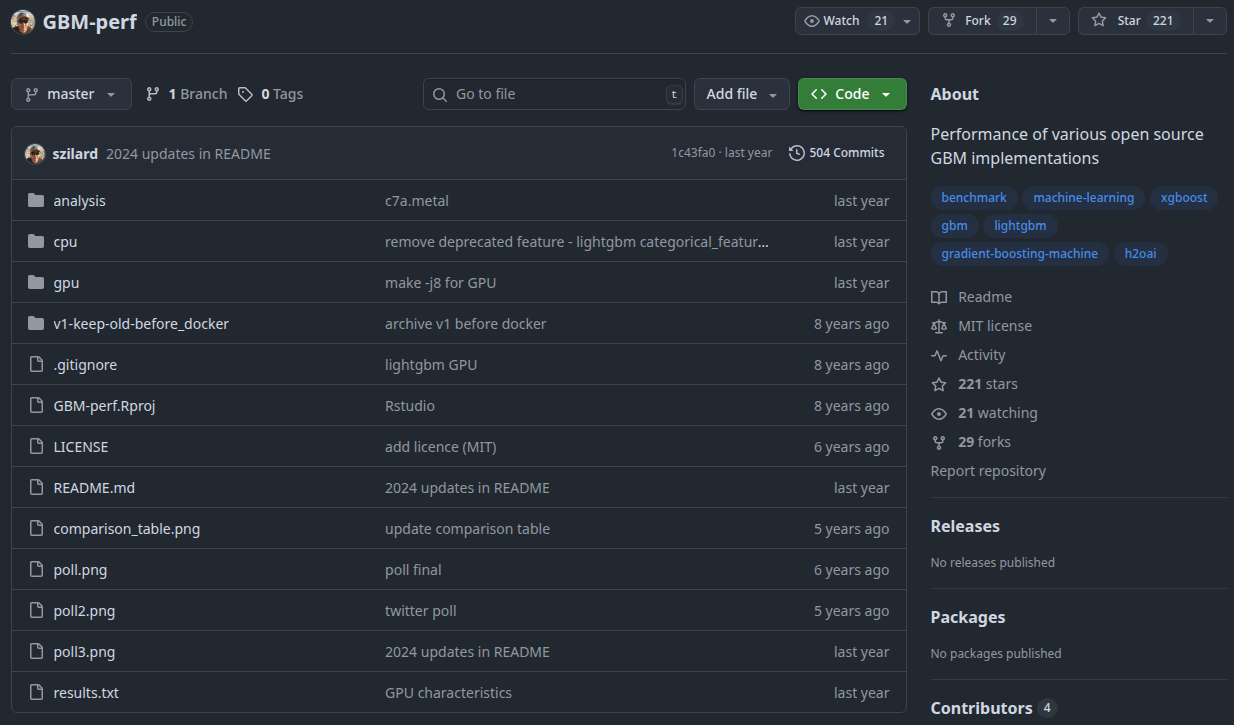 GBM-perf Public Watch 21 Fork 29 Star 221
master 1 Branch 0 Tags Go to file t Add file Code
szilard 2024 updates in README 1c43fa0 · last year 504 Commits
analysis c7a.metal last year
cpu remove deprecated feature - lightgbm categorical_featur... last year
gpu make -j8 for GPU last year
v1-keep-old-before_docker archive v1 before docker 8 years ago
.gitignore lightgbm GPU 8 years ago
GBM-perf.Rproj Rstudio 8 years ago
LICENSE add licence (MIT) 6 years ago
README.md 2024 updates in README last year
comparison_table.png update comparison table 5 years ago
poll.png poll final 6 years ago
poll2.png twitter poll 5 years ago
poll3.png 2024 updates in README last year
results.txt GPU characteristics last year
About
Performance of various open source
GBM implementations
benchmark machine-learning xgboost
gbm lightgbm
gradient-boosting-machine h2oai
Readme
MIT license
Activity
221 stars
21 watching
29 forks
Report repository
Releases
No releases published
Packages
No packages published
Contributors 4